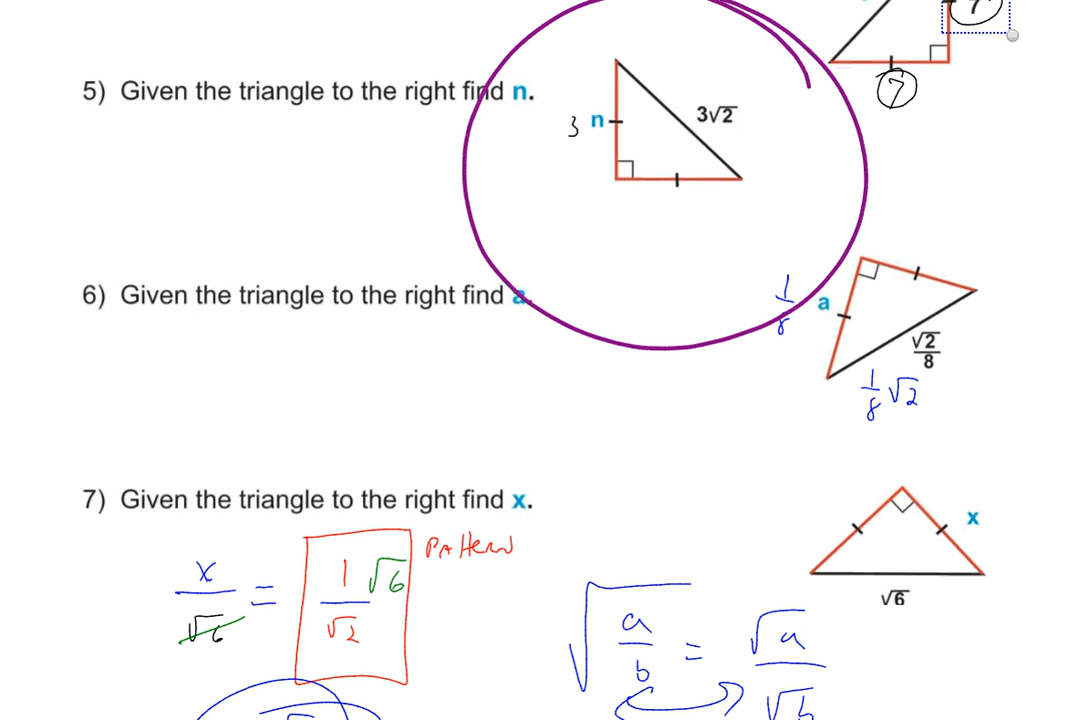 7
7
5) Given the triangle to the right find n.
3 n 3√2
6) Given the triangle to the right find a.
1/8 a
√2/8
1/8 √2
7) Given the triangle to the right find x.
x
√6
Pattern
x/√6 = 1√6/√2
√(a/b) = √a/√b